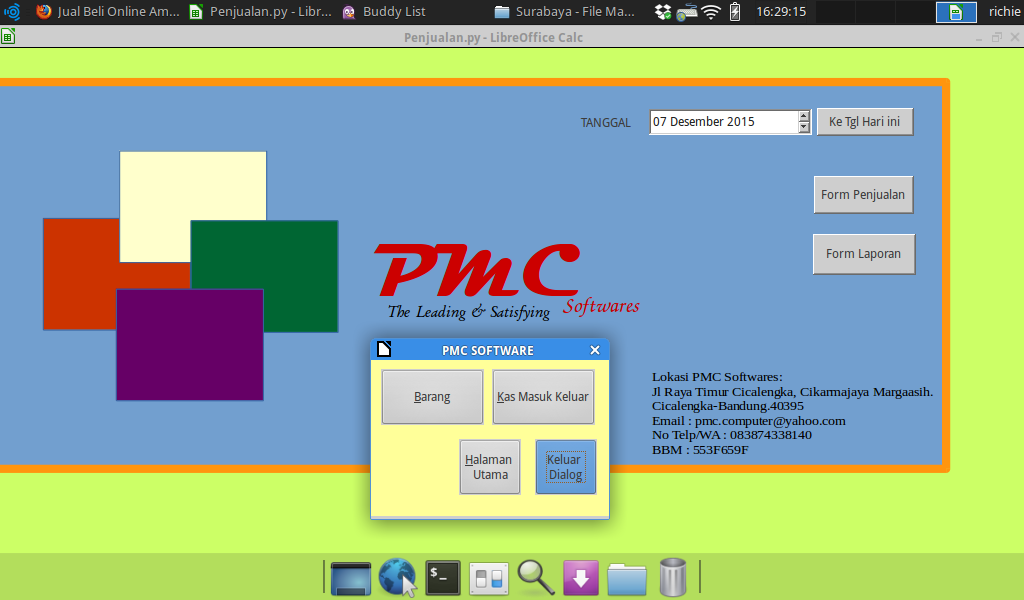 Jual Beli Online Am... Penjualan.py - Libr... Buddy List Surabaya - File Ma... 16:29:15 richie
Penjualan.py - LibreOffice Calc
TANGGAL 07 Desember 2015 Ke Tgl Hari ini
Form Penjualan
Form Laporan
PMC
Softwares
The Leading & Satisfying
PMC SOFTWARE
Barang Kas Masuk Keluar
Halaman
Utama
Keluar
Dialog
Lokasi PMC Softwares:
Jl Raya Timur Cicalengka, Cikarmajaya Margaasih.
Cicalengka-Bandung.40395
Email : pmc.computer@yahoo.com
No Telp/WA : 083874338140
BBM : 553F659F
$_